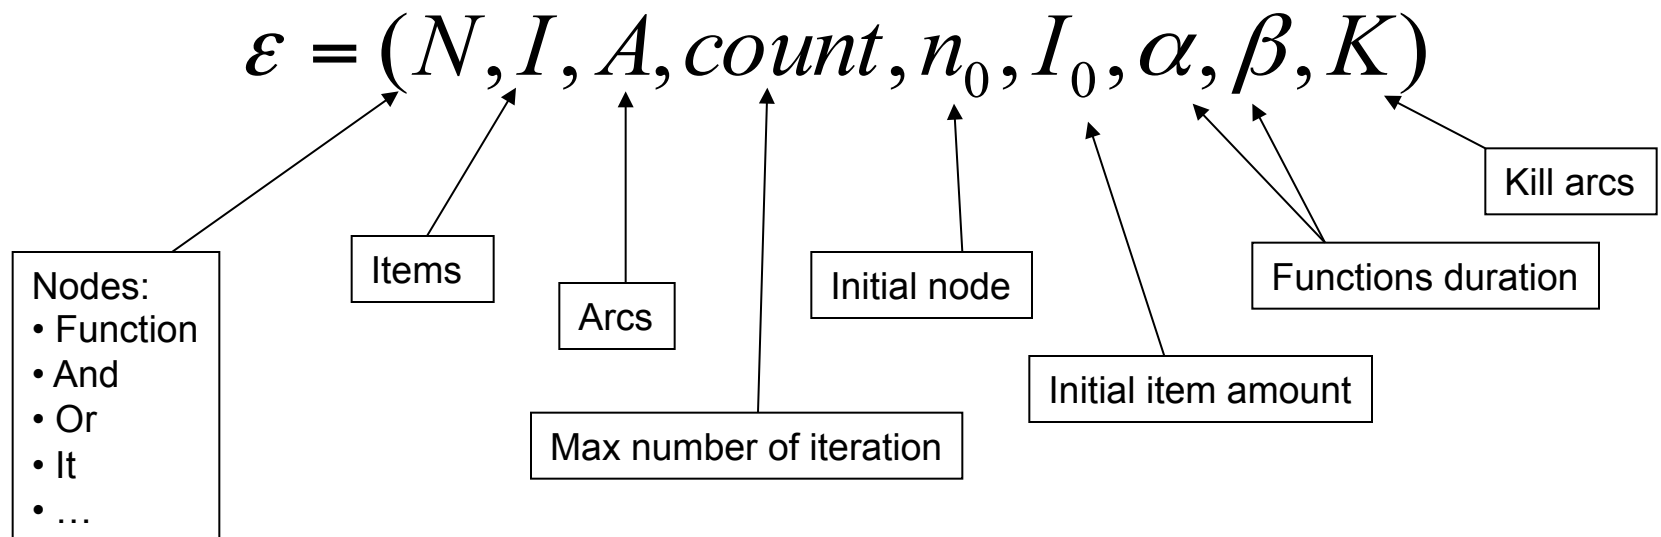 ε = (N, I, A, count, n₀, I₀, α, β, K)
Kill arcs
Items
Functions duration
Initial node
Arcs
Nodes:
• Function
• And
• Or
• It
• …
Initial item amount
Max number of iteration